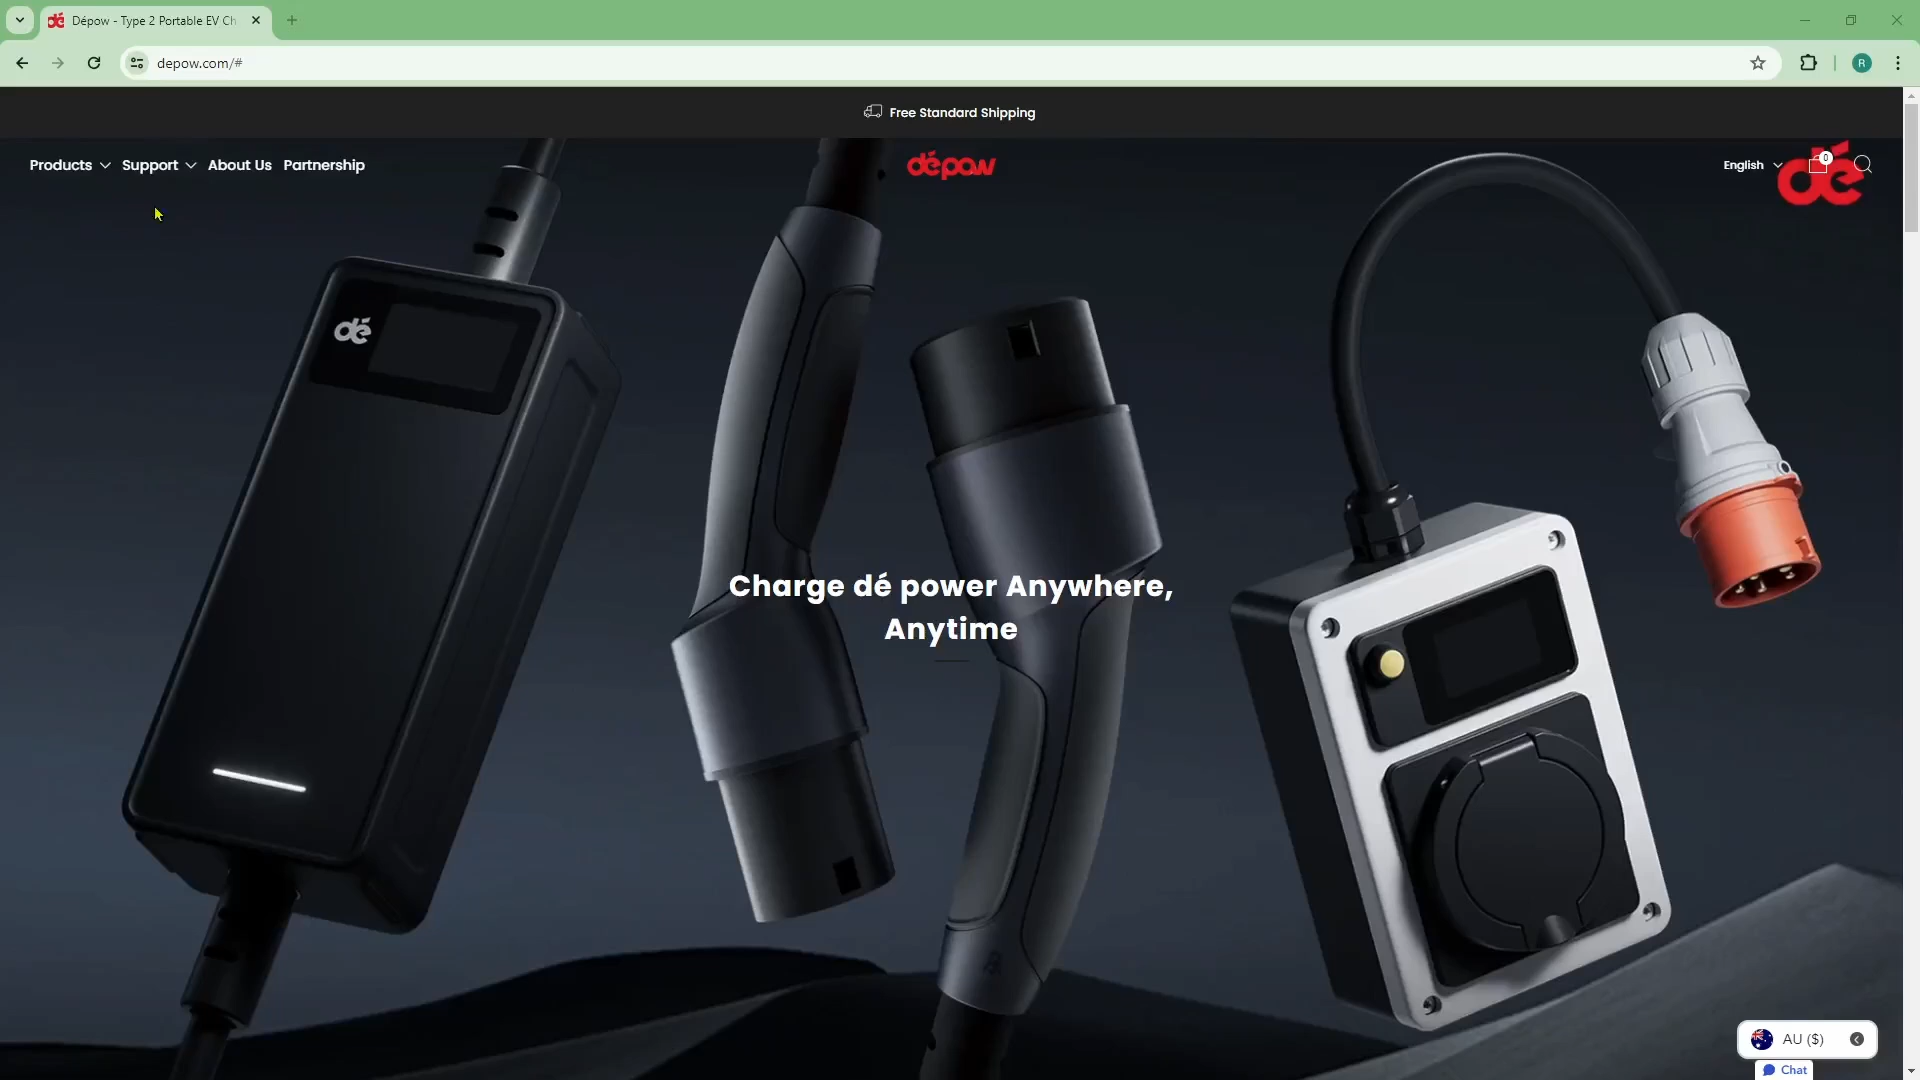 Dépow - Type 2 Portable EV Ch
depow.com/#
R
Free Standard Shipping
Products Support About Us Partnership
dépow
English
0
dé
dé
Charge dé power Anywhere,
Anytime
AU ($)
Chat